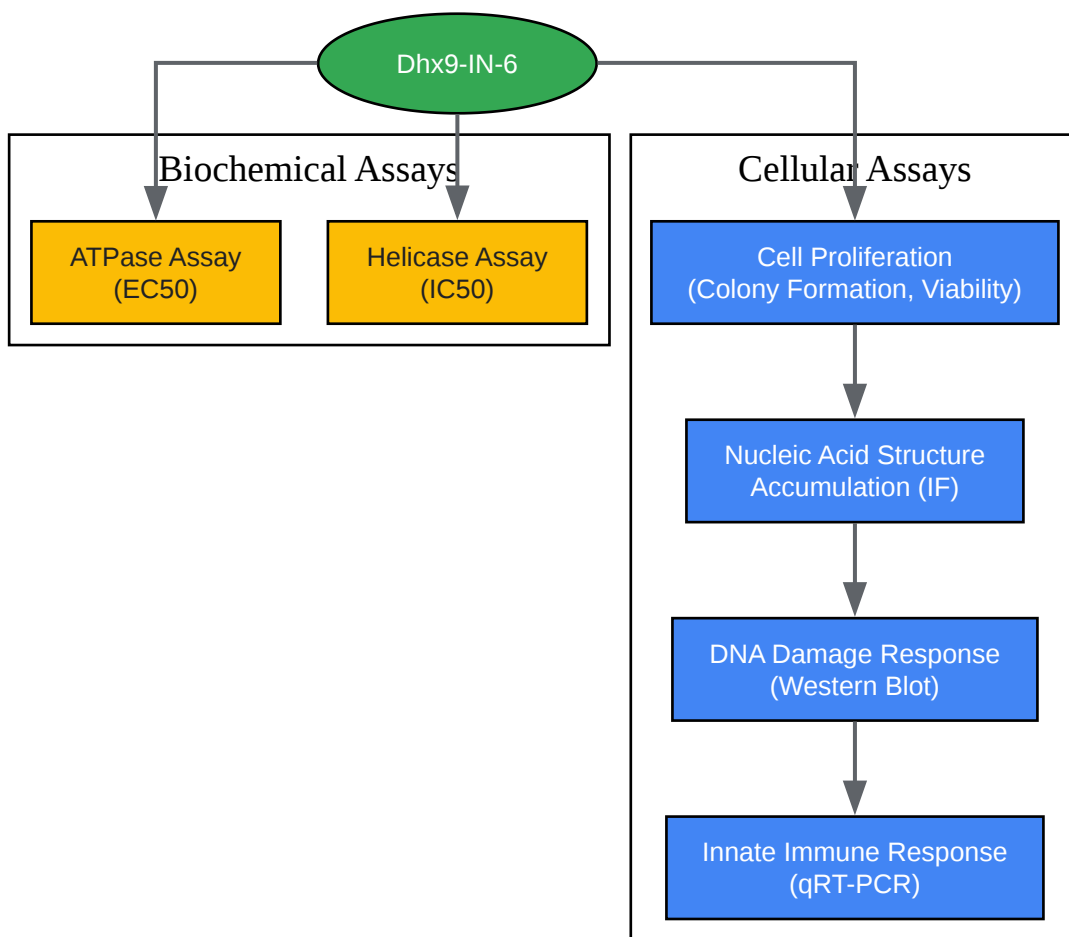 Dhx9-IN-6
Biochemical Assays
ATPase Assay
(EC50)
Helicase Assay
(IC50)
Cellular Assays
Cell Proliferation
(Colony Formation, Viability)
Nucleic Acid Structure
Accumulation (IF)
DNA Damage Response
(Western Blot)
Innate Immune Response
(qRT-PCR)